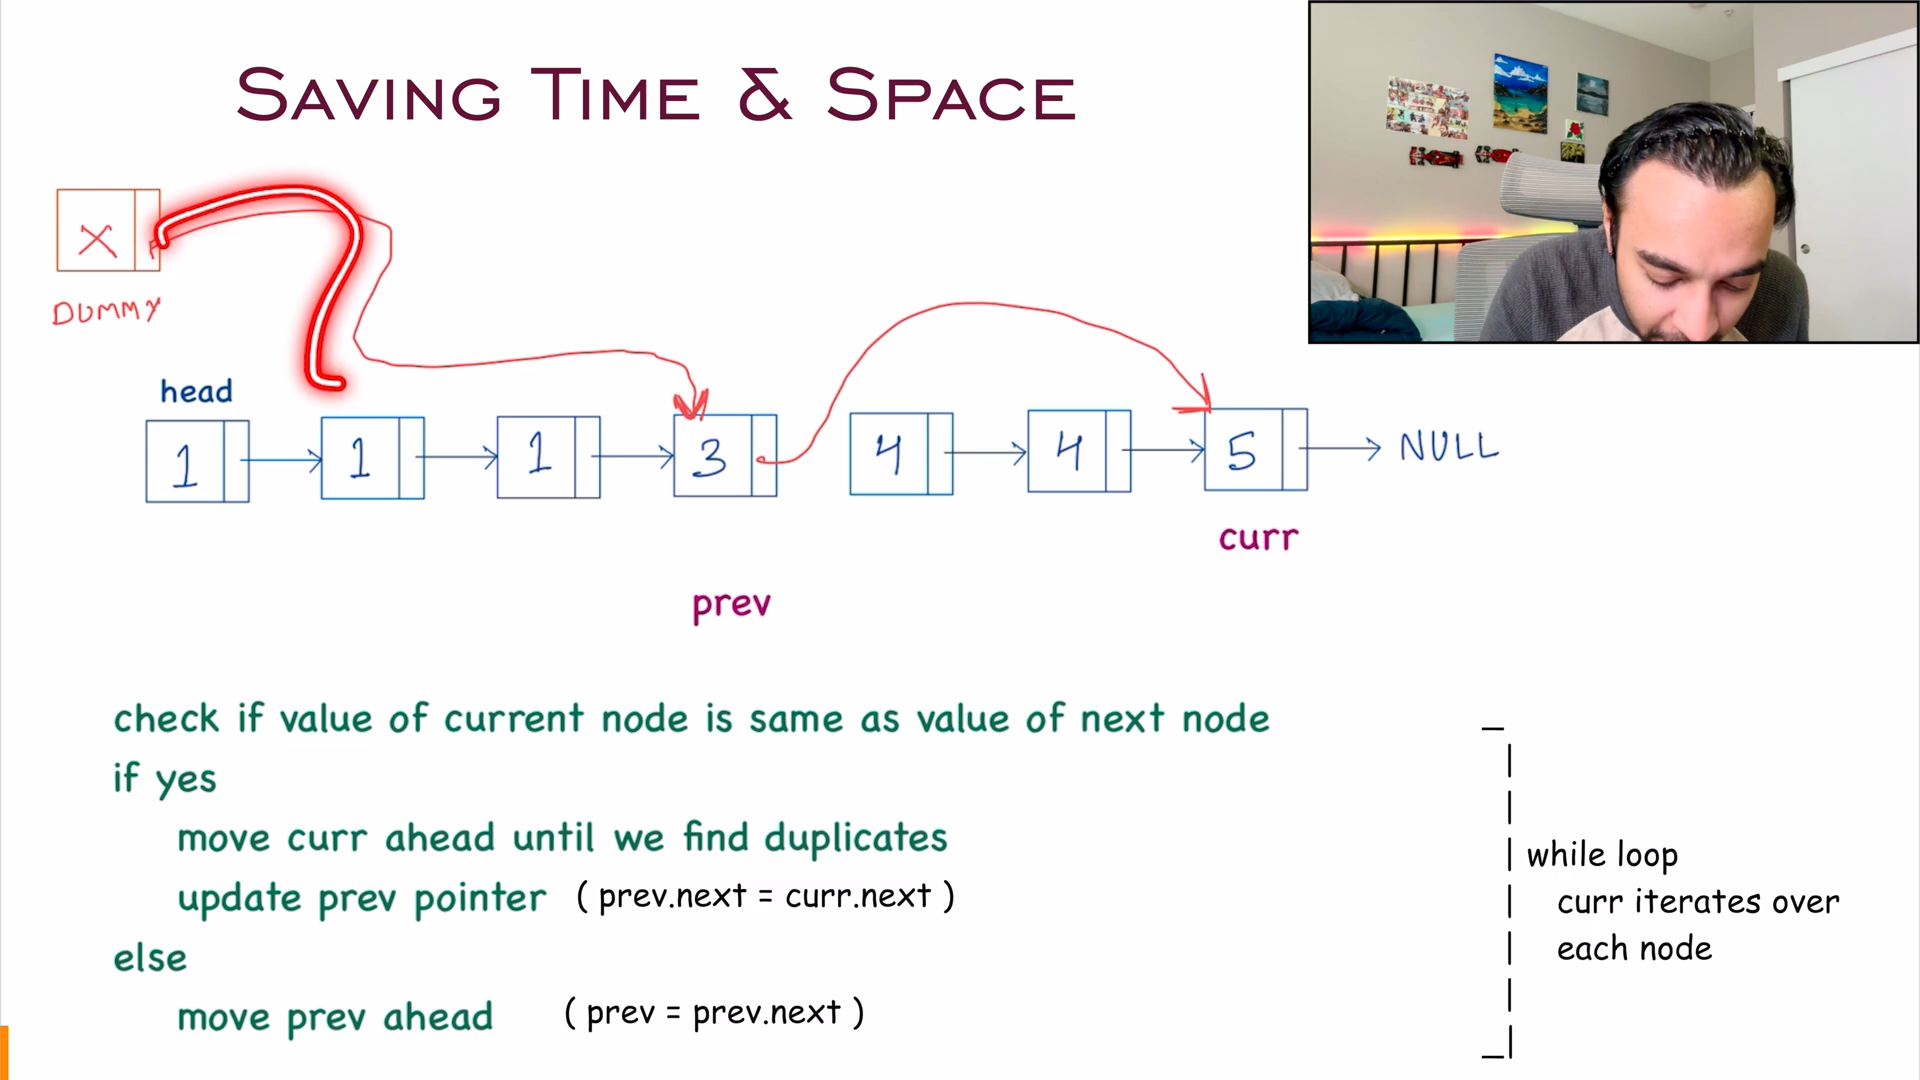 SAVING TIME & SPACE
X
DUMMY
head
1 1 1 3 4 4 5 NULL
curr
prev
check if value of current node is same as value of next node
if yes
move curr ahead until we find duplicates
update prev pointer ( prev.next = curr.next )
else
move prev ahead ( prev = prev.next )
while loop
curr iterates over
each node